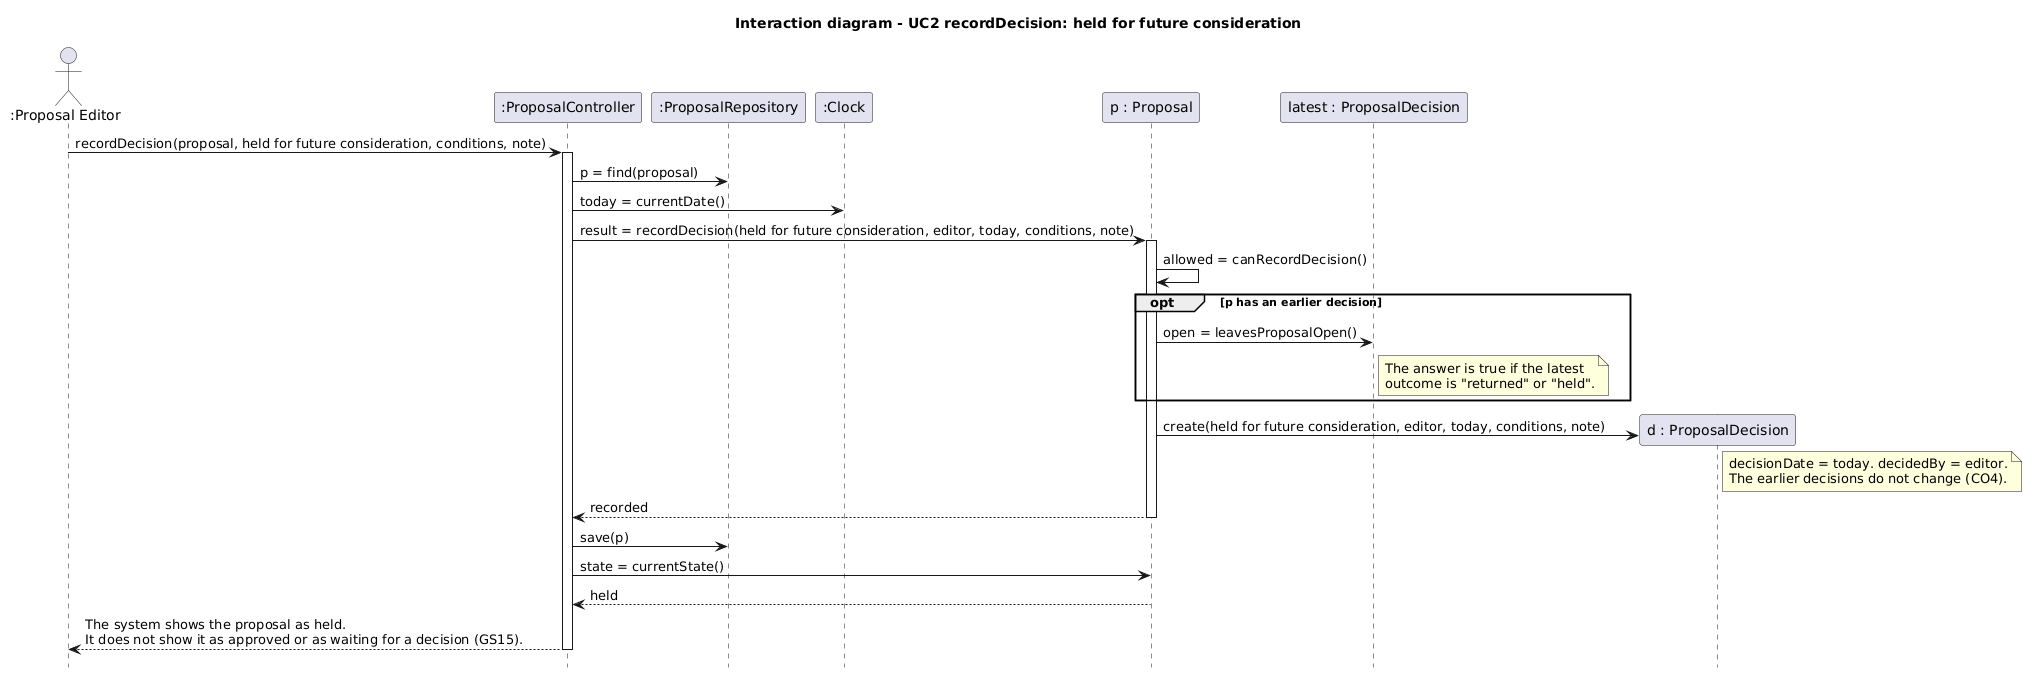 Interaction diagram - UC2 recordDecision: held for future consideration
:Proposal Editor
:ProposalController
:ProposalRepository
:Clock
p : Proposal
latest : ProposalDecision
recordDecision(proposal, held for future consideration, conditions, note)
p = find(proposal)
today = currentDate()
result = recordDecision(held for future consideration, editor, today, conditions, note)
allowed = canRecordDecision()
opt
[p has an earlier decision]
open = leavesProposalOpen()
The answer is true if the latest
outcome is "returned" or "held".
create(held for future consideration, editor, today, conditions, note)
d : ProposalDecision
decisionDate = today. decidedBy = editor.
The earlier decisions do not change (CO4).
recorded
save(p)
state = currentState()
held
The system shows the proposal as held.
It does not show it as approved or as waiting for a decision (GS15).